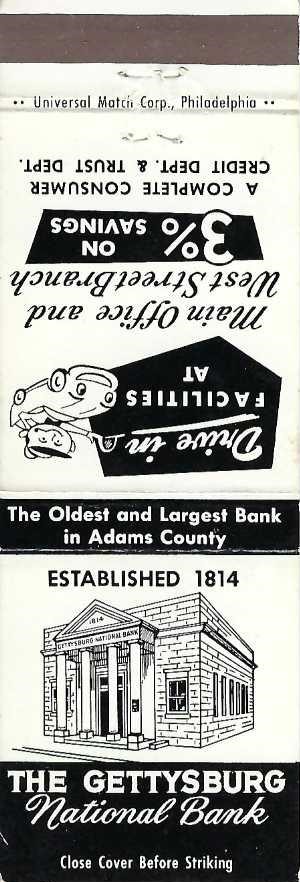 ·· Universal Match Corp., Philadelphia ··
Drive in
FACILITIES
AT
Main Office and
West Street Branch
3% ON
SAVINGS
A COMPLETE CONSUMER
CREDIT DEPT. & TRUST DEPT.
The Oldest and Largest Bank
in Adams County
ESTABLISHED 1814
1814
GETTYSBURG NATIONAL BANK
THE GETTYSBURG
National Bank
Close Cover Before Striking